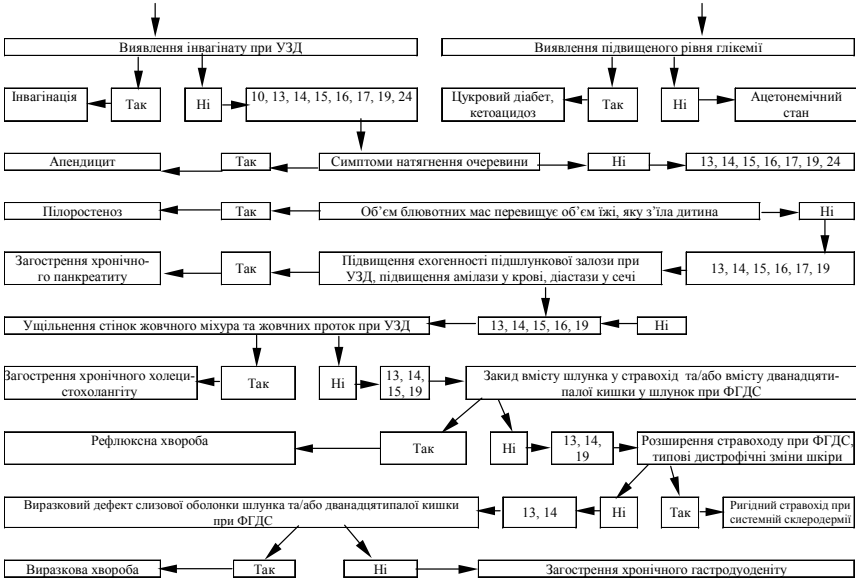 Виявлення інвагінату при УЗД
Виявлення підвищеного рівня глікемії
Інвагінація
Так
Ні
10, 13, 14, 15, 16, 17, 19, 24
Цукровий діабет,
кетоацидоз
Так
Ні
Ацетонемічний
стан
Апендицит
Так
Симптоми натягнення очеревини
Ні
13, 14, 15, 16, 17, 19, 24
Пілоростеноз
Так
Об’єм блювотних мас перевищує об’єм їжі, яку з’їла дитина
Ні
Загострення хронічно-
го панкреатиту
Так
Підвищення ехогенності підшлункової залози при
УЗД, підвищення амілази у крові, діастази у сечі
13, 14, 15, 16, 17, 19
Ущільнення стінок жовчного міхура та жовчних проток при УЗД
13, 14, 15, 16, 19
Ні
Загострення хронічного холеци-
стохолангіту
Так
Ні
13, 14,
15, 19
Закид вмісту шлунка у стравохід та/або вмісту дванадцяти-
палої кишки у шлунок при ФГДС
Рефлюксна хвороба
Так
Ні
13, 14,
19
Розширення стравоходу при ФГДС,
типові дистрофічні зміни шкіри
Виразковий дефект слизової оболонки шлунка та/або дванадцятипалої кишки
при ФГДС
13, 14
Ні
Так
Ригідний стравохід при
системній склеродермії
Виразкова хвороба
Так
Ні
Загострення хронічного гастродуоденіту